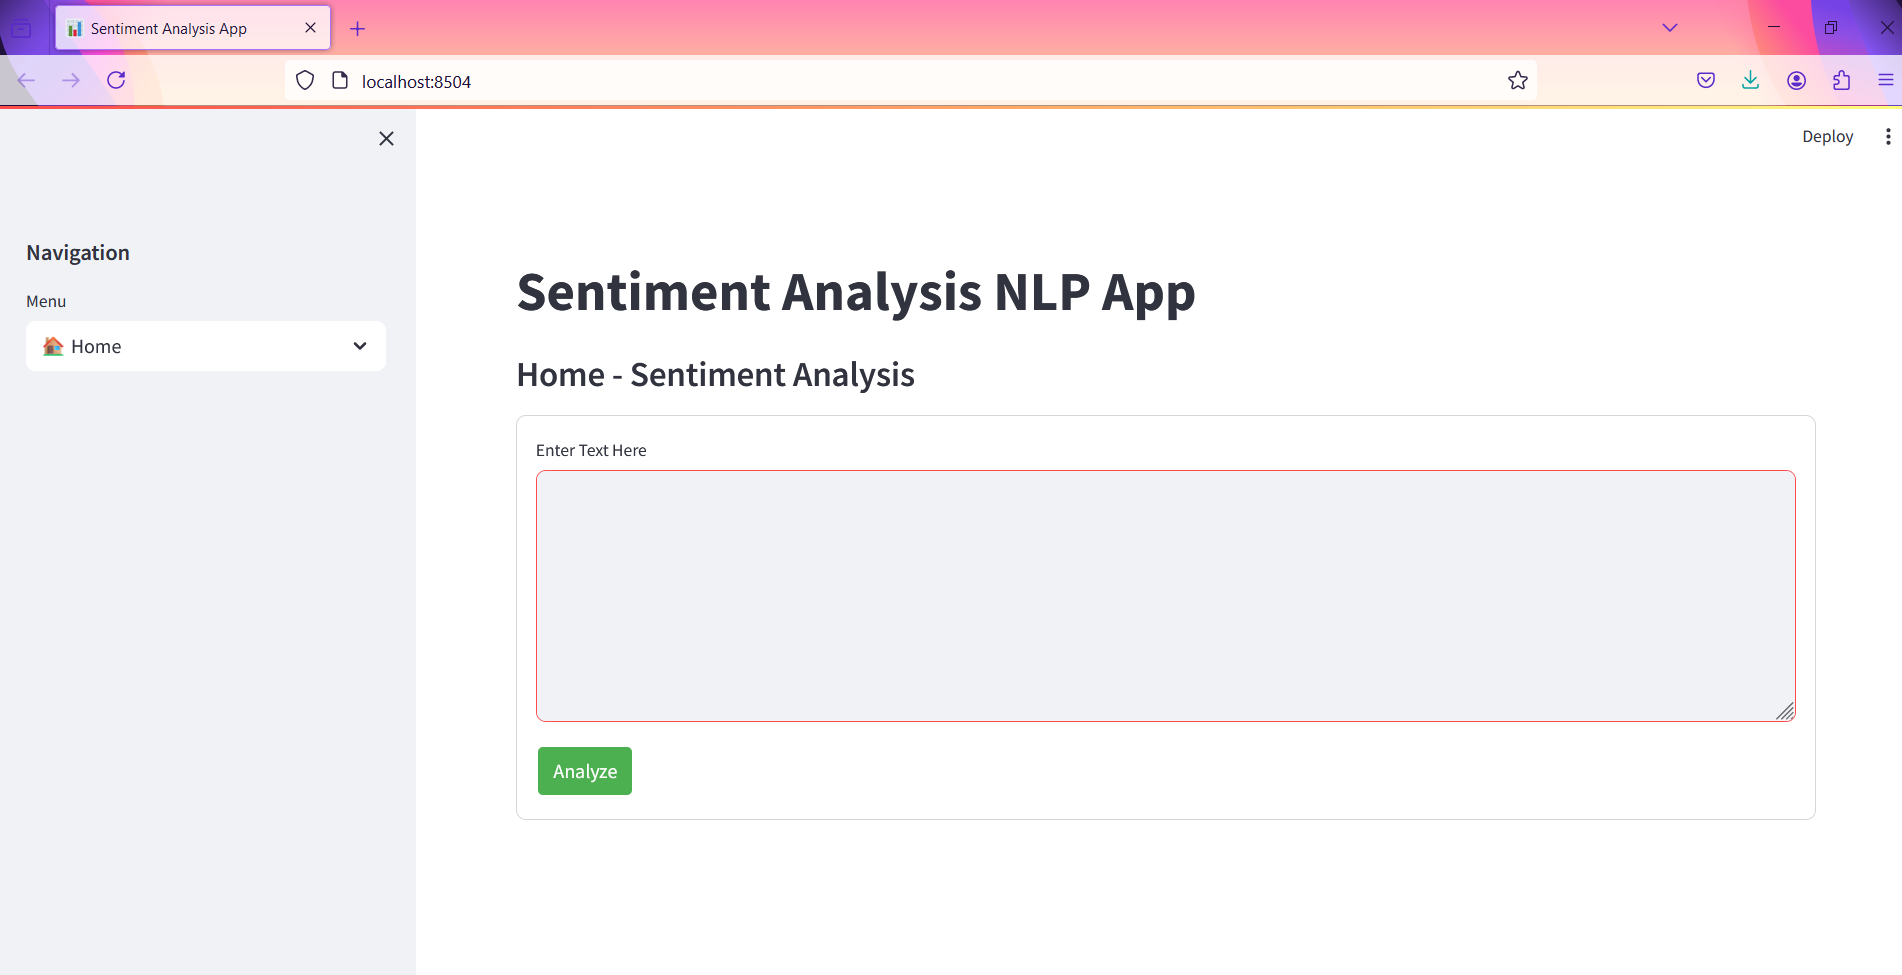 Sentiment Analysis App
localhost:8504
Deploy
Navigation
Menu
Home
Sentiment Analysis NLP App
Home - Sentiment Analysis
Enter Text Here
Analyze